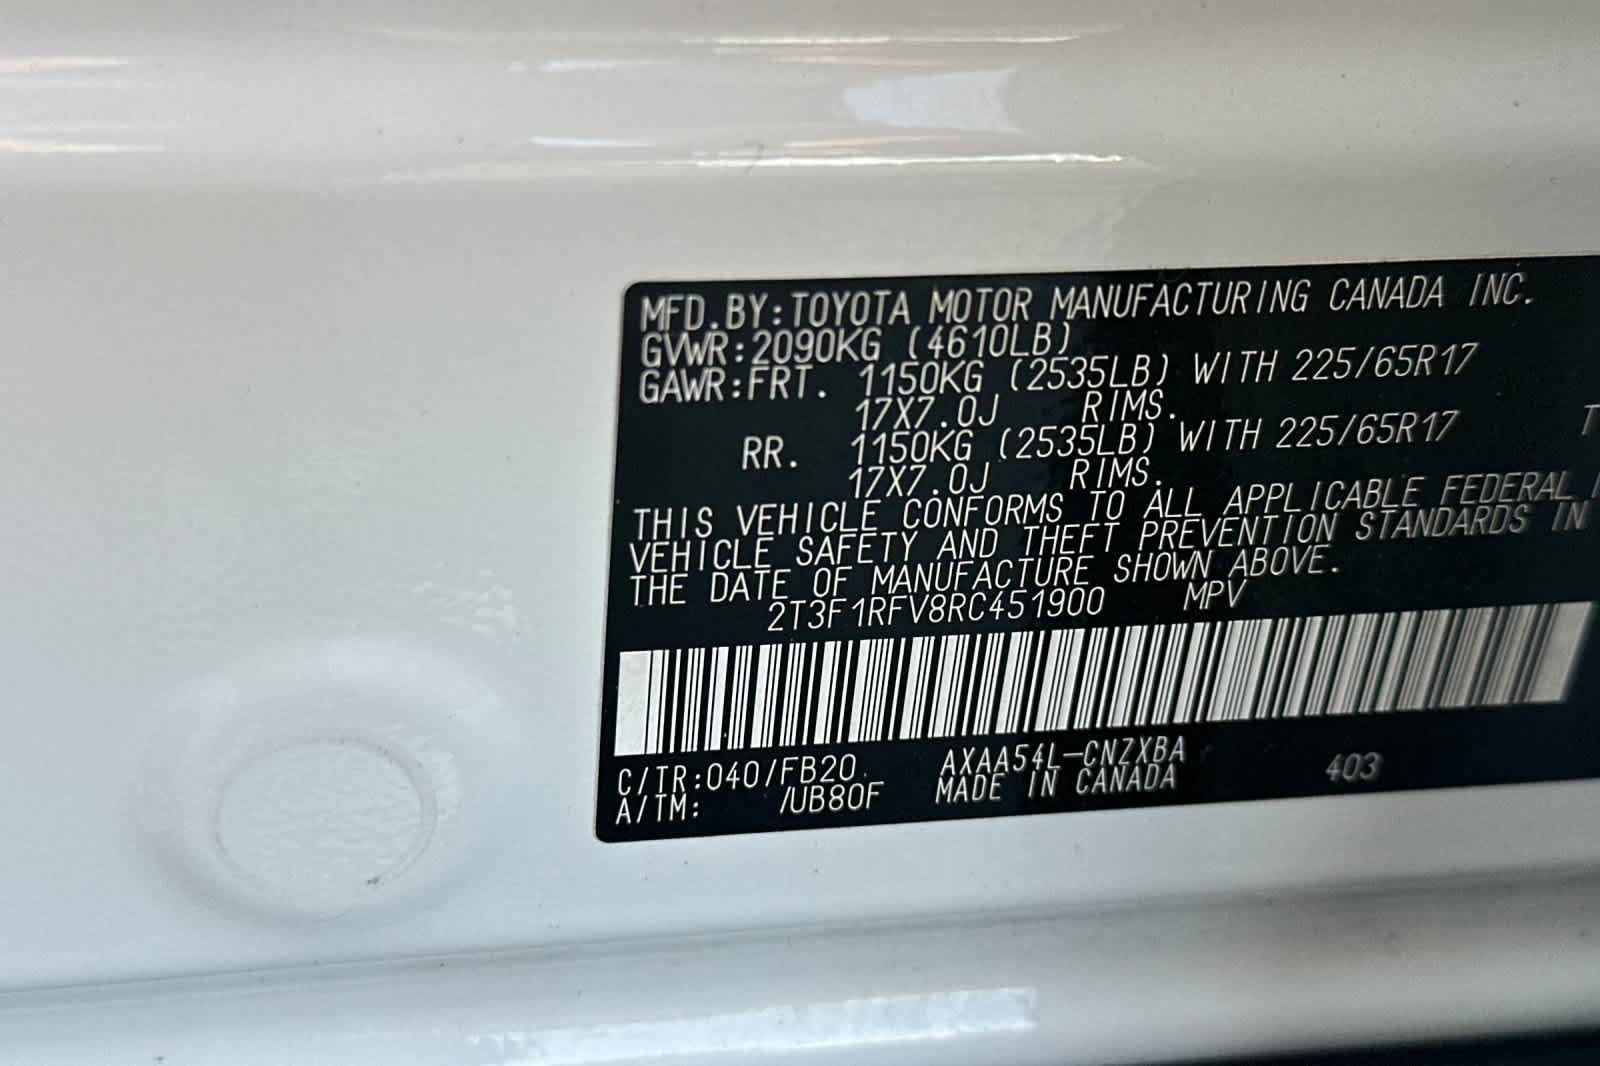 MFD.BY:TOYOTA MOTOR MANUFACTURING CANADA INC.
GVWR:2090KG (4610LB)
GAWR:FRT. 1150KG (2535LB) WITH 225/65R17
17X7.0J RIMS.
RR. 1150KG (2535LB) WITH 225/65R17
17X7.0J RIMS.
THIS VEHICLE CONFORMS TO ALL APPLICABLE FEDERAL
VEHICLE SAFETY AND THEFT PREVENTION STANDARDS IN
THE DATE OF MANUFACTURE SHOWN ABOVE.
2T3F1RFV8RC451900 MPV
C/TR:040/FB20 AXAA54L-CNZXBA 403
A/TM: /UB80F MADE IN CANADA